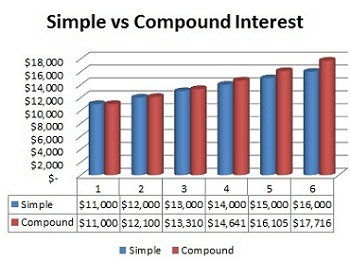 Simple vs Compound Interest
$18,000
$16,000
$14,000
$12,000
$10,000
$8,000
$6,000
$4,000
$2,000
$-
1 2 3 4 5 6
Simple $11,000 $12,000 $13,000 $14,000 $15,000 $16,000
Compound $11,000 $12,100 $13,310 $14,641 $16,105 $17,716
Simple Compound